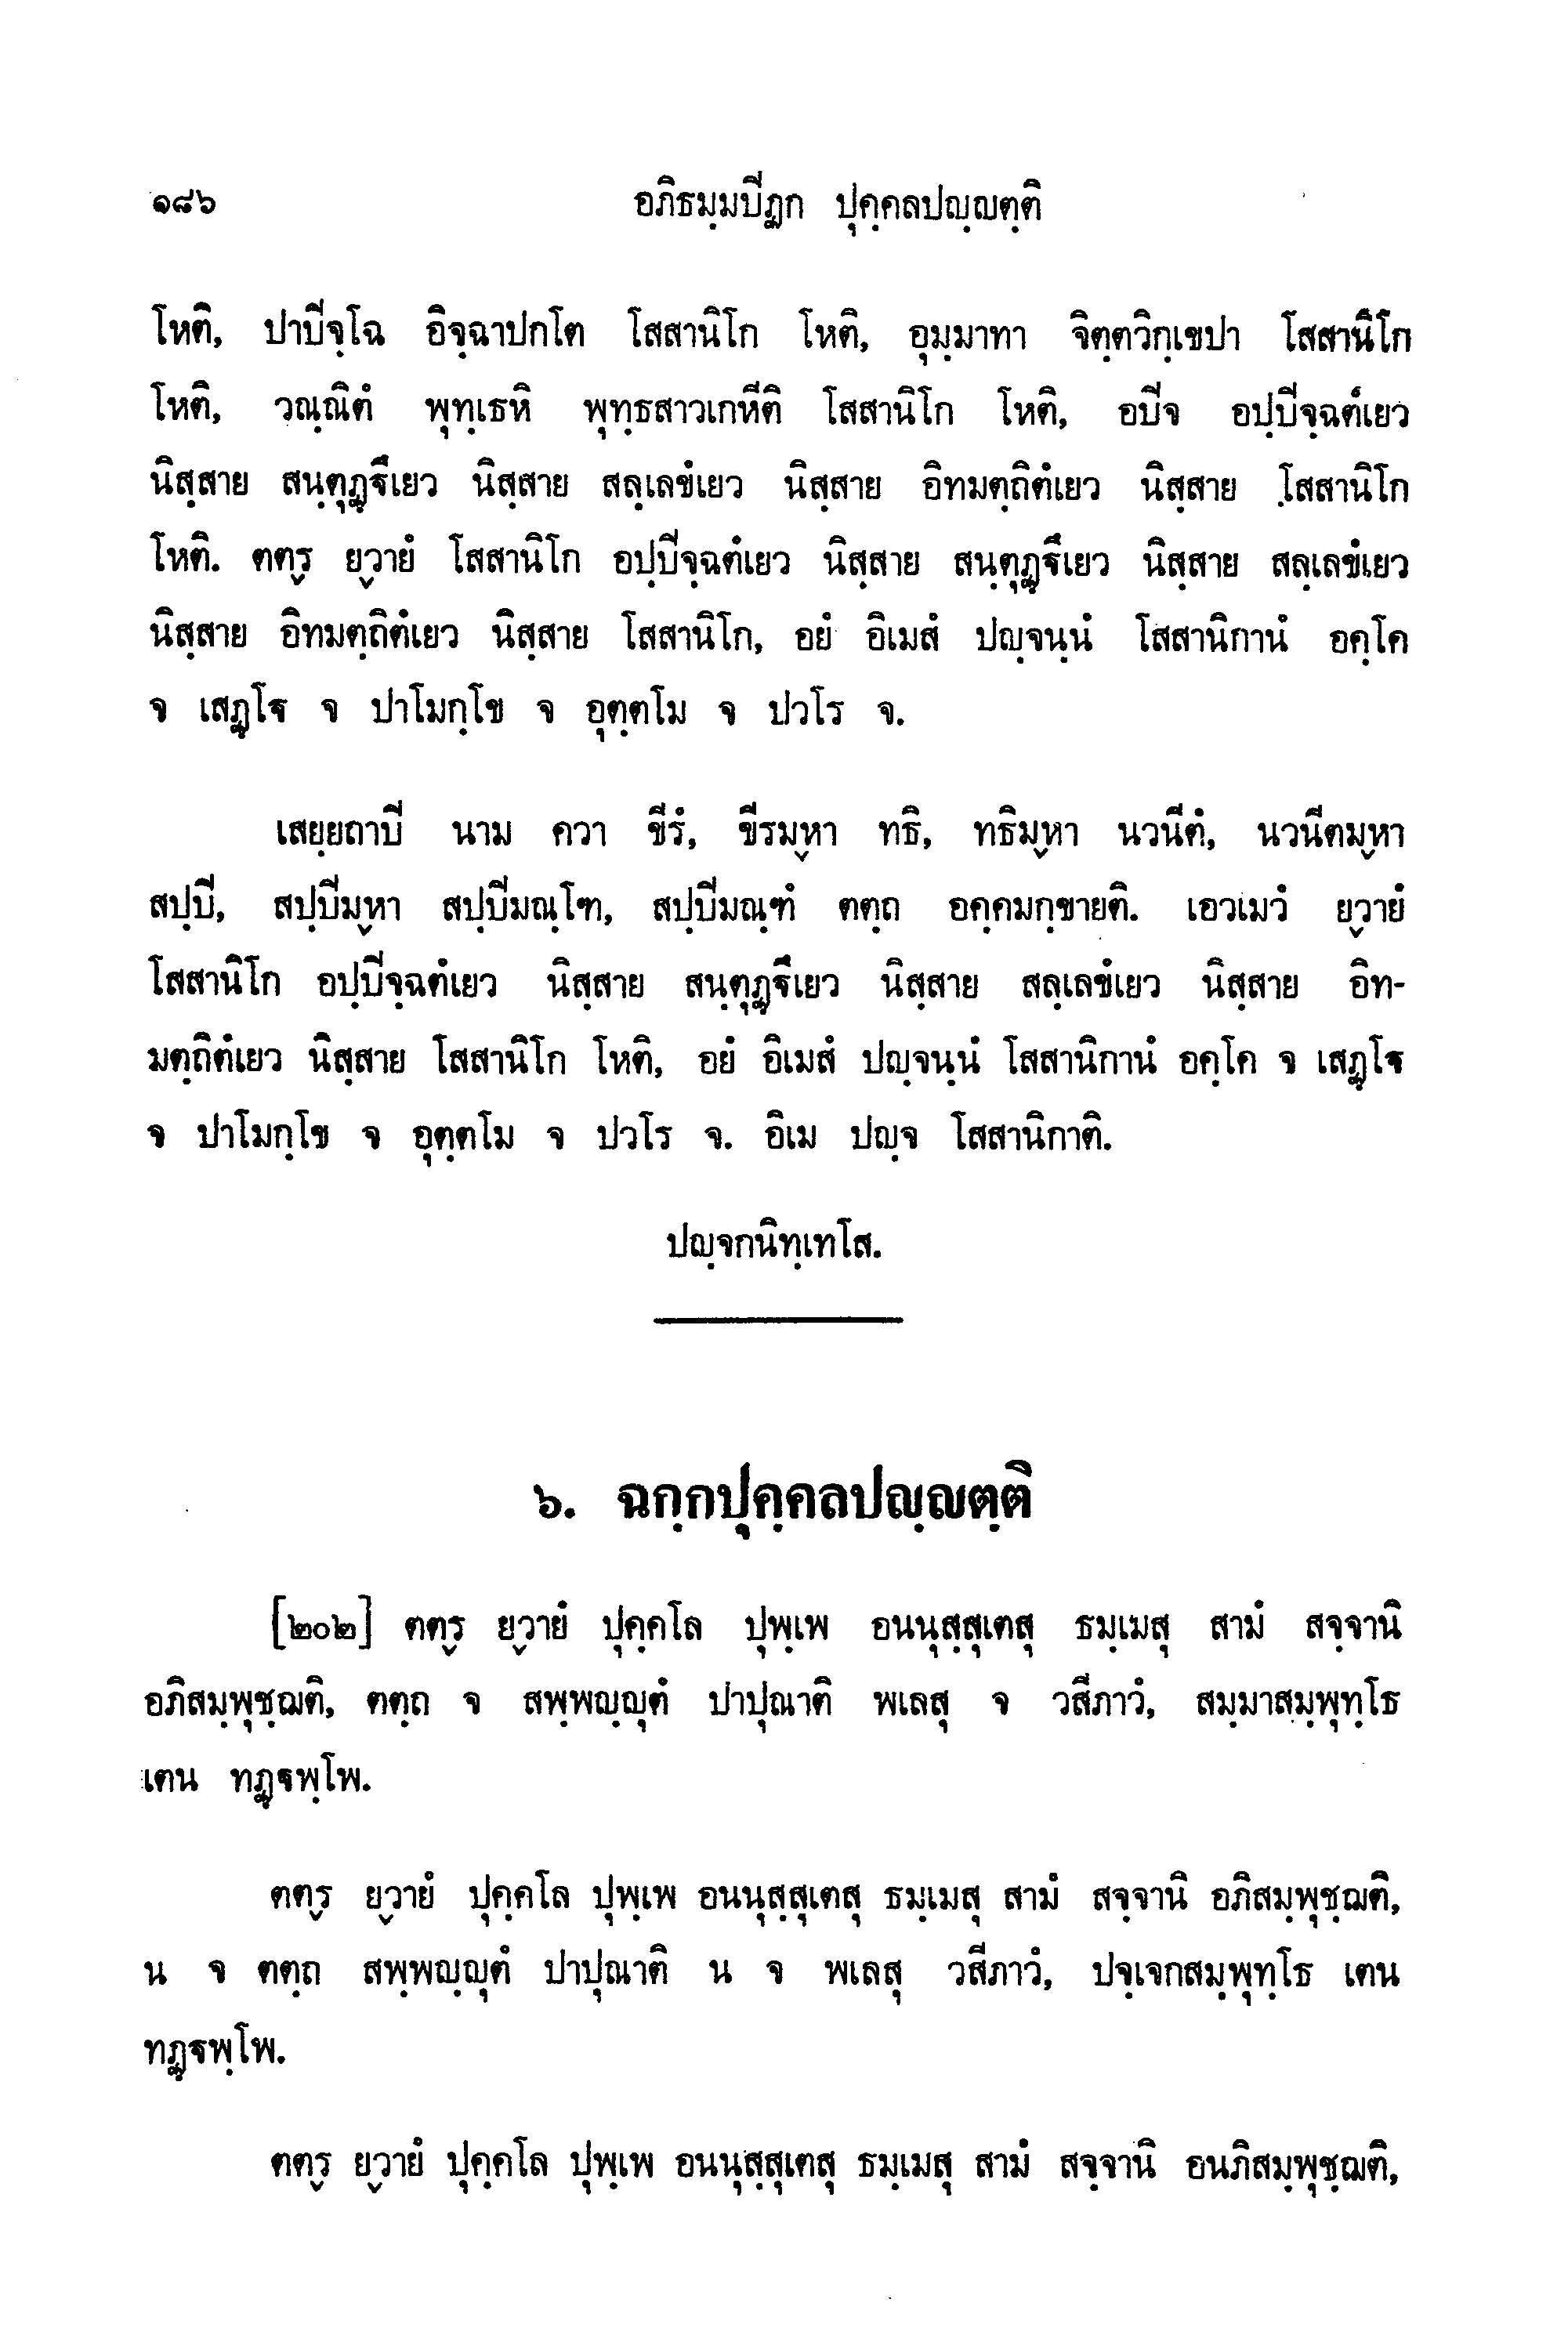 ๑๘๖ อภิธมฺมปิฏก ปุคฺคลปญฺญตฺติ
โหติ, ปาปิจฺโฉ อิจฺฉาปกโต โสสานิโก โหติ, อุมฺมาทา จิตฺตวิกฺเขปา โสสานิโก
โหติ, วณฺณิตํ พุทฺเธหิ พุทฺธสาวเกหีติ โสสานิโก โหติ, อปิจ อปฺปิจฺฉตํเยว
นิสฺสาย สนฺตุฏฺฐึเยว นิสฺสาย สลฺเลขํเยว นิสฺสาย อิทมตฺถิตํเยว นิสฺสาย โสสานิโก
โหติ. ตต๎ร ย๎วายํ โสสานิโก อปฺปิจฺฉตํเยว นิสฺสาย สนฺตุฏฺฐึเยว นิสฺสาย สลฺเลขํเยว
นิสฺสาย อิทมตฺถิตํเยว นิสฺสาย โสสานิโก, อยํ อิเมสํ ปญฺจนฺนํ โสสานิกานํ อคฺโค
จ เสฏฺโฐ จ ปาโมกฺโข จ อุตฺตโม จ ปวโร จ.
เสยฺยถาปิ นาม ควา ขีรํ, ขีรม๎หา ทธิ, ทธิม๎หา นวนีตํ, นวนีตม๎หา
สปฺปิ, สปฺปิม๎หา สปฺปิมณฺโฑ, สปฺปิมณฺฑํ ตตฺถ อคฺคมกฺขายติ. เอวเมวํ ย๎วายํ
โสสานิโก อปฺปิจฺฉตํเยว นิสฺสาย สนฺตุฏฺฐึเยว นิสฺสาย สลฺเลขํเยว นิสฺสาย อิท-
มตฺถิตํเยว นิสฺสาย โสสานิโก โหติ, อยํ อิเมสํ ปญฺจนฺนํ โสสานิกานํ อคฺโค จ เสฏฺโฐ
จ ปาโมกฺโข จ อุตฺตโม จ ปวโร จ. อิเม ปญฺจ โสสานิกาติ.
ปญฺจกนิทฺเทโส.
๖. ฉกฺกปุคฺคลปญฺญตฺติ
[๒๐๒] ตต๎ร ย๎วายํ ปุคฺคโล ปุพฺเพ อนนุสฺสุเตสุ ธมฺเมสุ สามํ สจฺจานิ
อภิสมฺพุชฺฌติ, ตตฺถ จ สพฺพญฺญุตํ ปาปุณาติ พเลสุ จ วสีภาวํ, สมฺมาสมฺพุทฺโธ
เตน ทฏฺฐพฺโพ.
ตต๎ร ย๎วายํ ปุคฺคโล ปุพฺเพ อนนุสฺสุเตสุ ธมฺเมสุ สามํ สจฺจานิ อภิสมฺพุชฺฌติ,
น จ ตตฺถ สพฺพญฺญุตํ ปาปุณาติ น จ พเลสุ วสีภาวํ, ปจฺเจกสมฺพุทฺโธ เตน
ทฏฺฐพฺโพ.
ตต๎ร ย๎วายํ ปุคฺคโล ปุพฺเพ อนนุสฺสุเตสุ ธมฺเมสุ สามํ สจฺจานิ อนภิสมฺพุชฺฌติ,